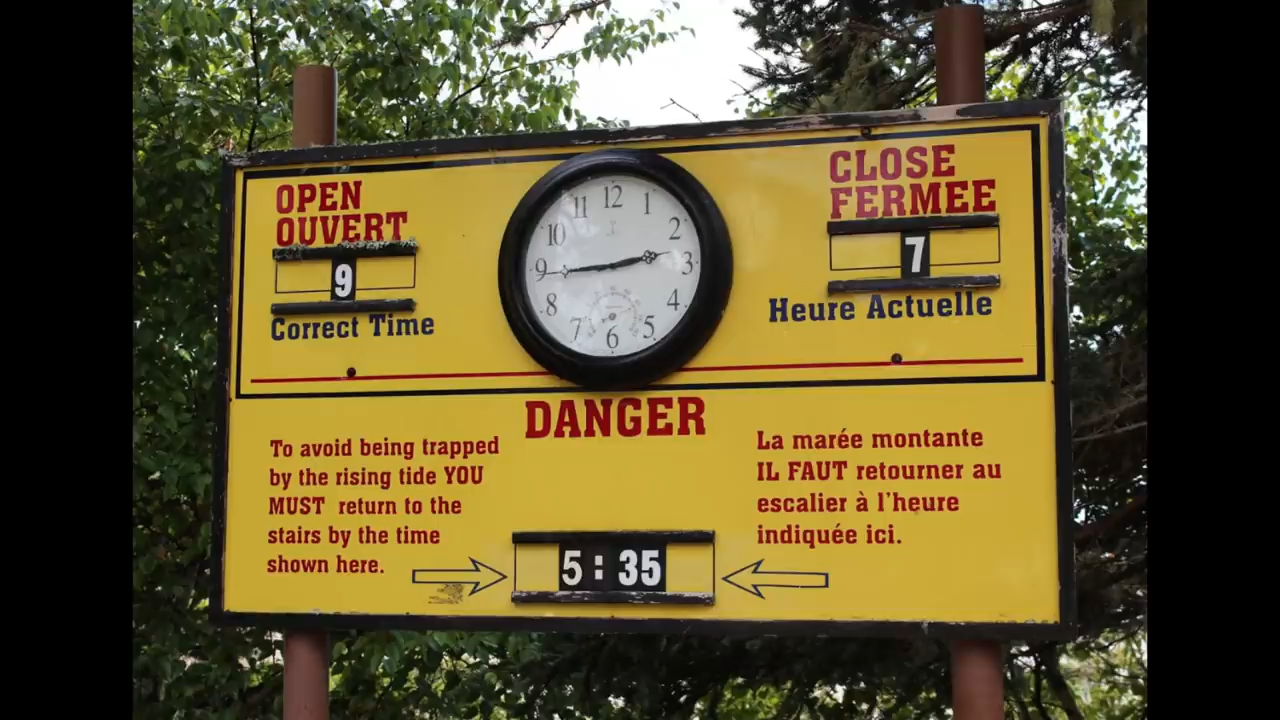 OPEN
OUVERT
9
Correct Time
12
1
2
3
4
5
6
7
8
9
10
11
CLOSE
FERMEE
7
Heure Actuelle
DANGER
To avoid being trapped
by the rising tide YOU
MUST return to the
stairs by the time
shown here.
La marée montante
IL FAUT retourner au
escalier à l'heure
indiquée ici.
5:35